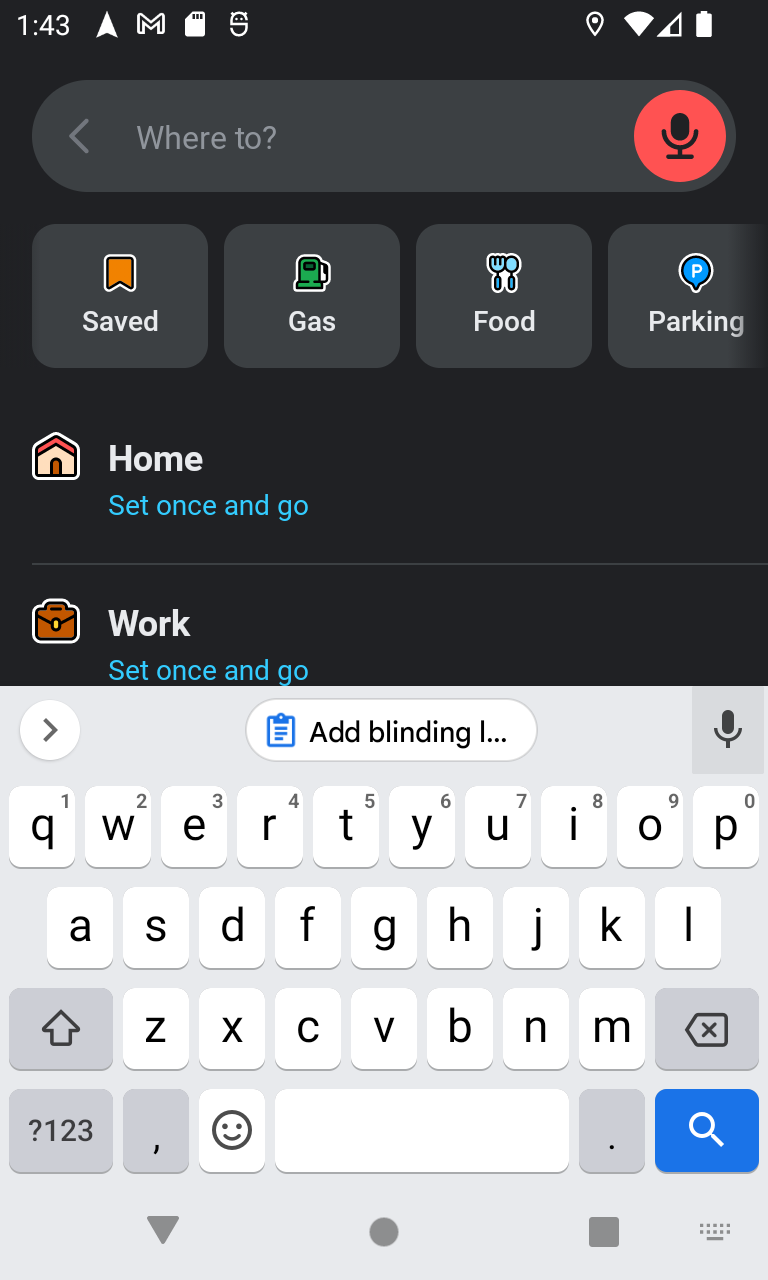 1:43
Where to?
Saved
Gas
Food
P
Parking
Home
Set once and go
Work
Set once and go
Add blinding l...
q 1 w 2 e 3 r 4 t 5 y 6 u 7 i 8 o 9 p 0
a s d f g h j k l
z x c v b n m
?123 , .